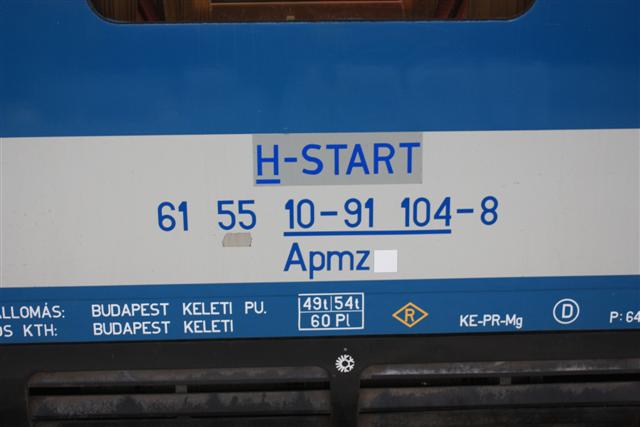 H-START
61 55 10-91 104-8
Apmz
ÁLLOMÁS: BUDAPEST KELETI PU.
OS KTH: BUDAPEST KELETI
49t 54t
60 Pl
R
KE-PR-Mg
D
P: 64